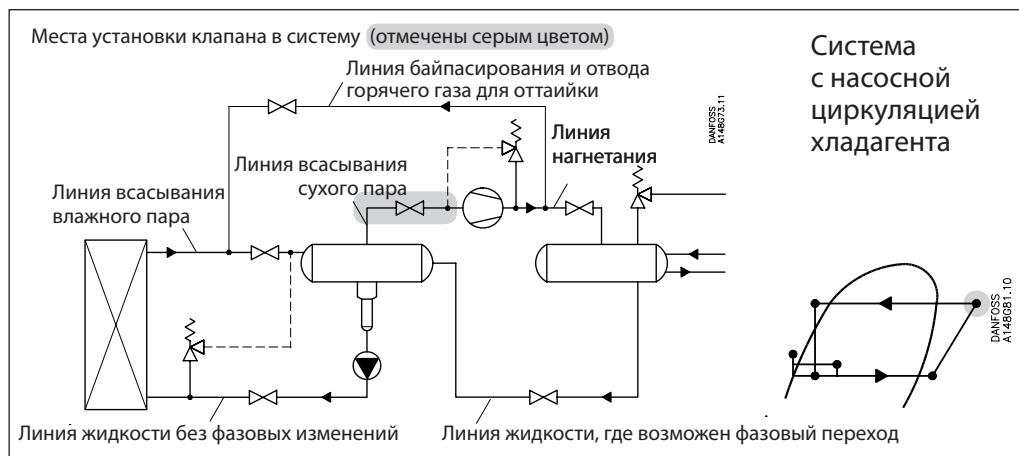 Места установки клапана в систему (отмечены серым цветом)
Система
с насосной
циркуляцией
хладагента
Линия байпасирования и отвода
горячего газа для оттаийки
DANFOSS
A148G73.11
Линия
нагнетания
Линия всасывания
сухого пара
Линия всасывания
влажного пара
DANFOSS
A148G81.10
Линия жидкости без фазовых изменений
Линия жидкости, где возможен фазовый переход